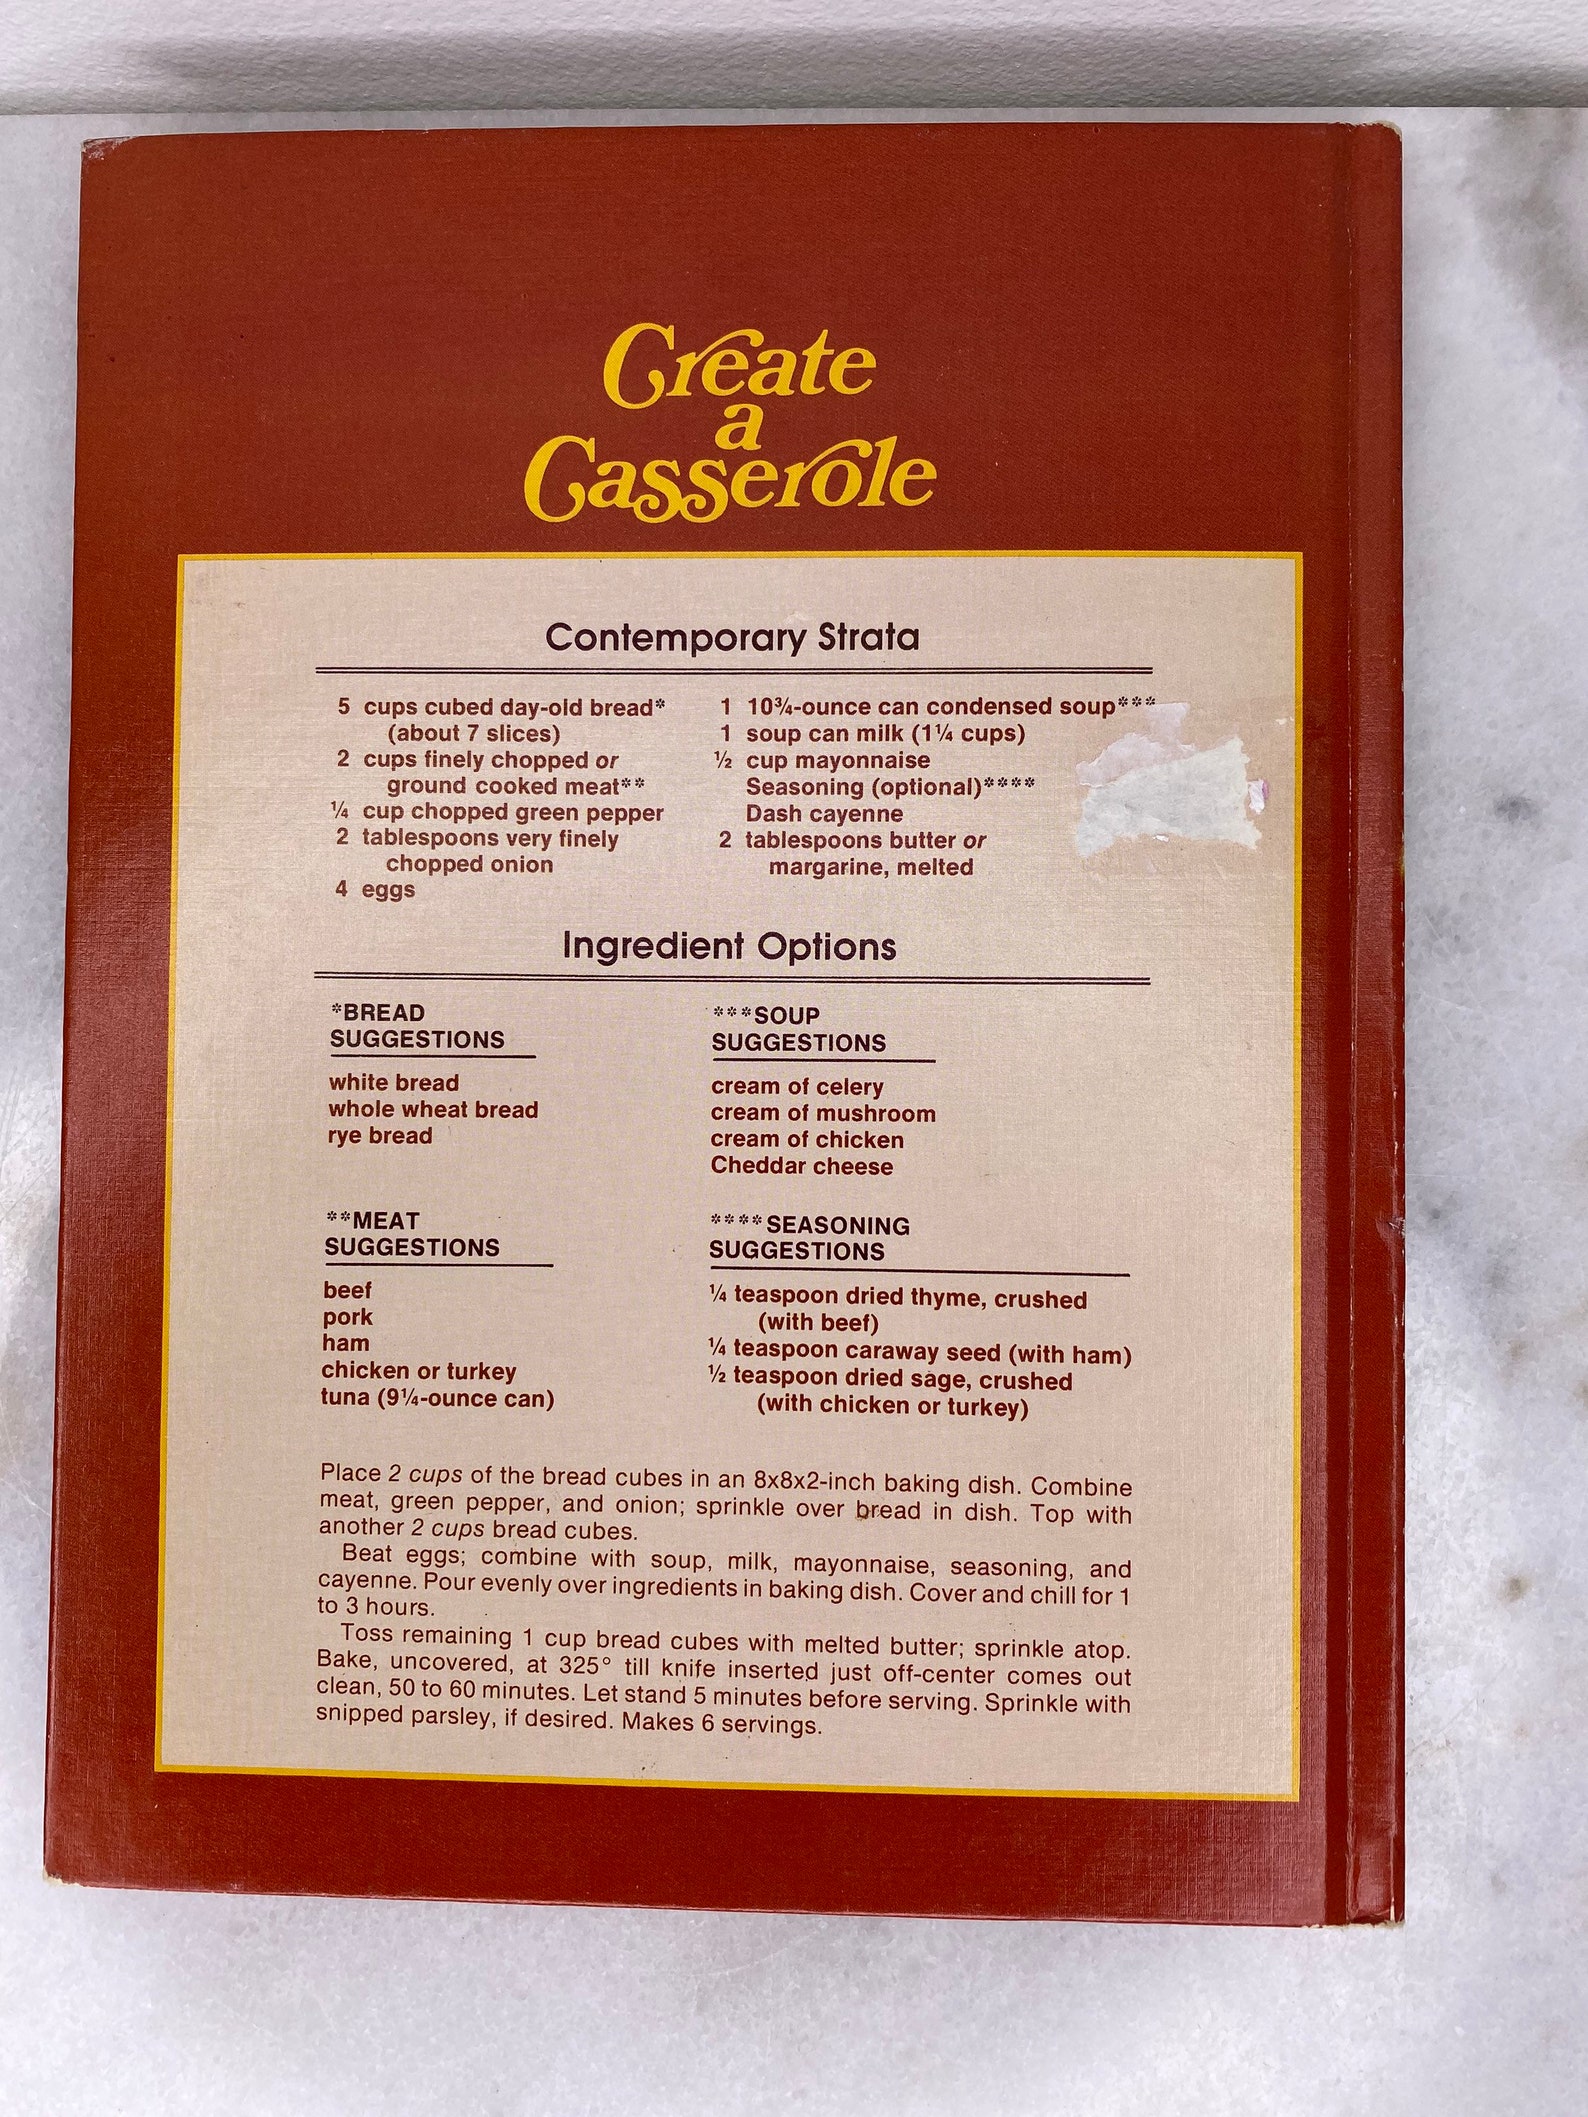 Create
a
Casserole
Contemporary Strata
5 cups cubed day-old bread*
(about 7 slices)
2 cups finely chopped or
ground cooked meat**
¼ cup chopped green pepper
2 tablespoons very finely
chopped onion
4 eggs
1 10¾-ounce can condensed soup***
1 soup can milk (1¼ cups)
½ cup mayonnaise
Seasoning (optional)****
Dash cayenne
2 tablespoons butter or
margarine, melted
Ingredient Options
*BREAD
SUGGESTIONS
white bread
whole wheat bread
rye bread
***SOUP
SUGGESTIONS
cream of celery
cream of mushroom
cream of chicken
Cheddar cheese
**MEAT
SUGGESTIONS
beef
pork
ham
chicken or turkey
tuna (9¼-ounce can)
****SEASONING
SUGGESTIONS
¼ teaspoon dried thyme, crushed
(with beef)
¼ teaspoon caraway seed (with ham)
½ teaspoon dried sage, crushed
(with chicken or turkey)
Place 2 cups of the bread cubes in an 8x8x2-inch baking dish. Combine
meat, green pepper, and onion; sprinkle over bread in dish. Top with
another 2 cups bread cubes.
Beat eggs; combine with soup, milk, mayonnaise, seasoning, and
cayenne. Pour evenly over ingredients in baking dish. Cover and chill for 1
to 3 hours.
Toss remaining 1 cup bread cubes with melted butter; sprinkle atop.
Bake, uncovered, at 325° till knife inserted just off-center comes out
clean, 50 to 60 minutes. Let stand 5 minutes before serving. Sprinkle with
snipped parsley, if desired. Makes 6 servings.